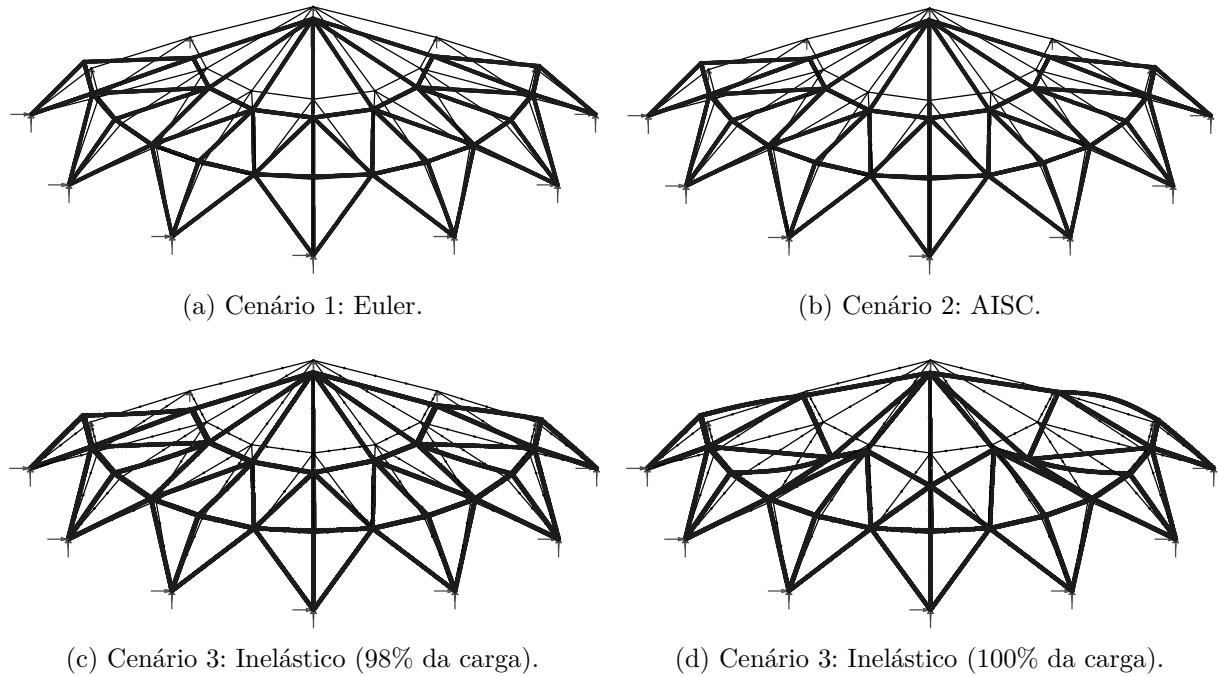 (a) Cenário 1: Euler.
(b) Cenário 2: AISC.
(c) Cenário 3: Inelástico (98% da carga).
(d) Cenário 3: Inelástico (100% da carga).